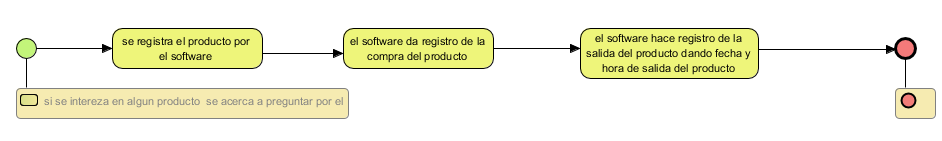 se registra el producto por
el software
el software da registro de la
compra del producto
el software hace registro de la
salida del producto dando fecha y
hora de salida del producto
si se intereza en algun producto se acerca a preguntar por el